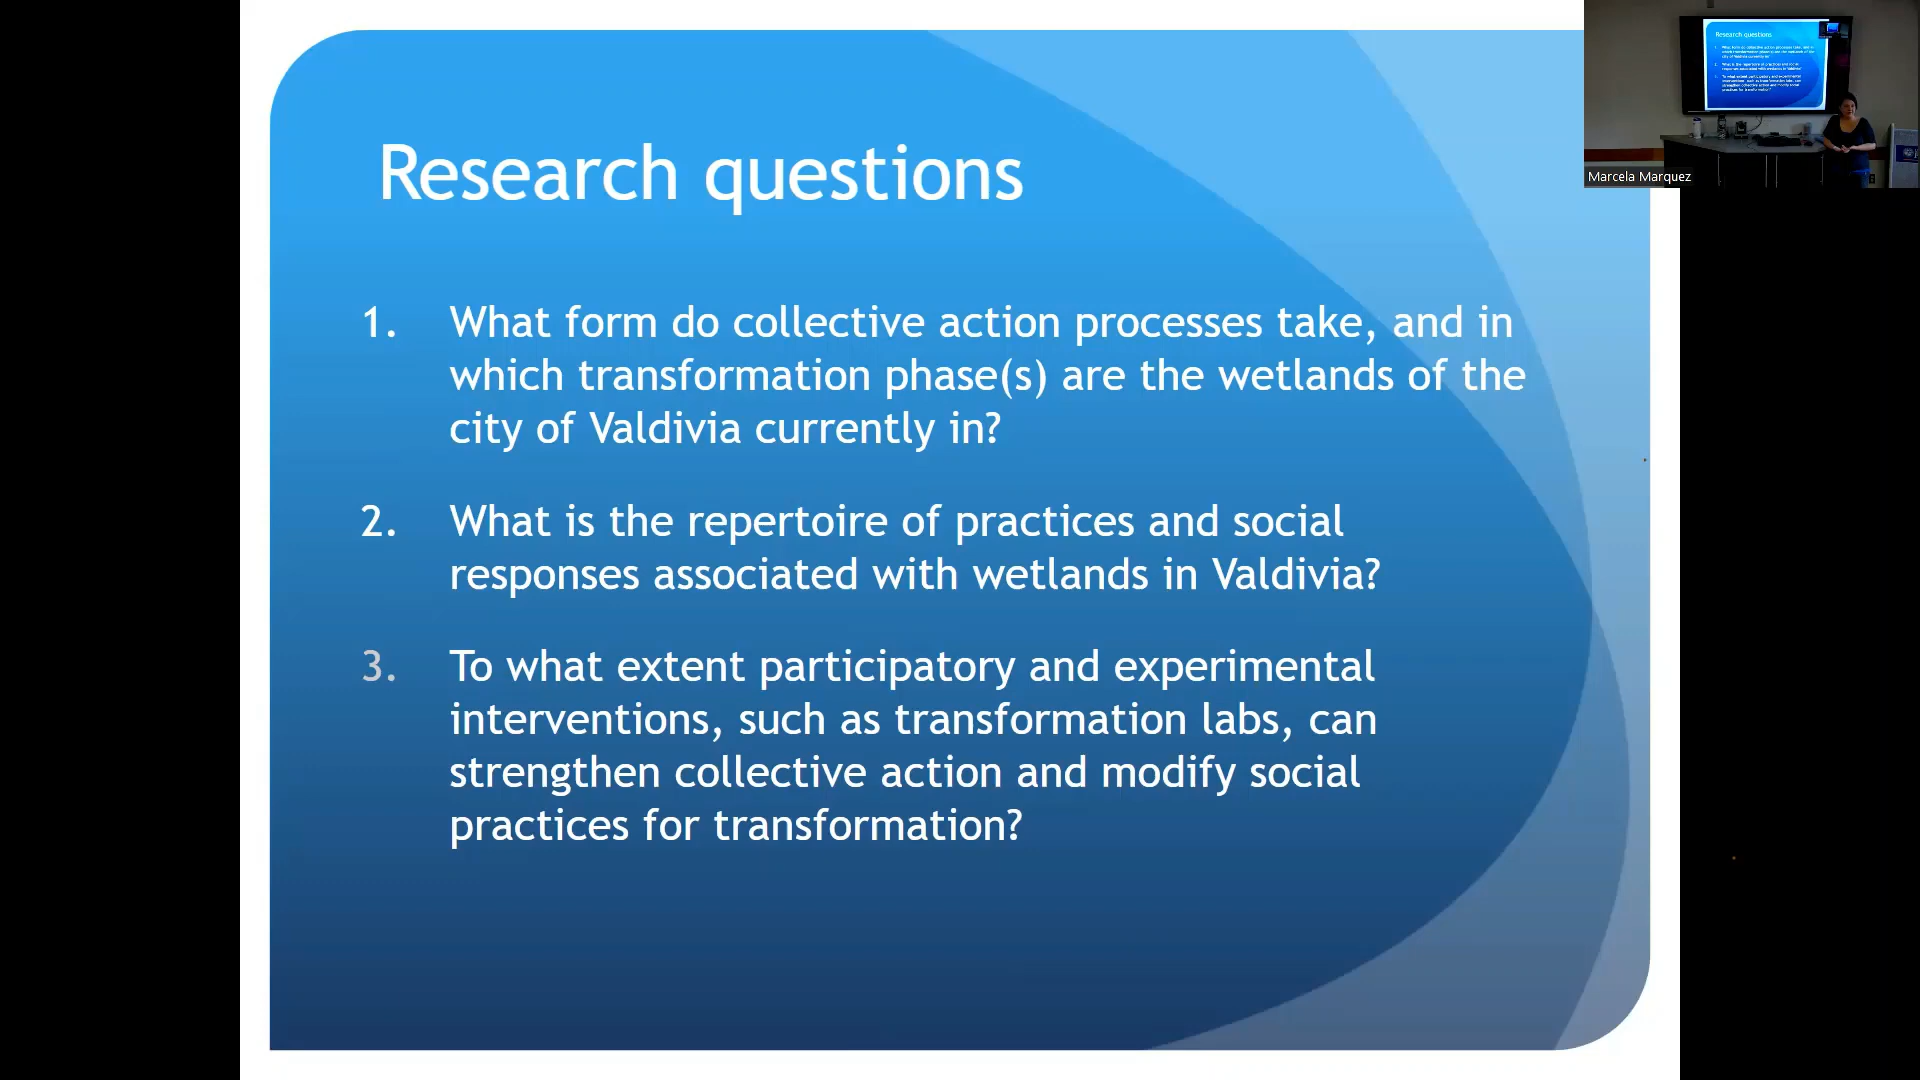 Research questions
1. What form do collective action processes take, and in
which transformation phase(s) are the wetlands of the
city of Valdivia currently in?
2. What is the repertoire of practices and social
responses associated with wetlands in Valdivia?
3. To what extent participatory and experimental
interventions, such as transformation labs, can
strengthen collective action and modify social
practices for transformation?
Research questions
Marcela Marquez